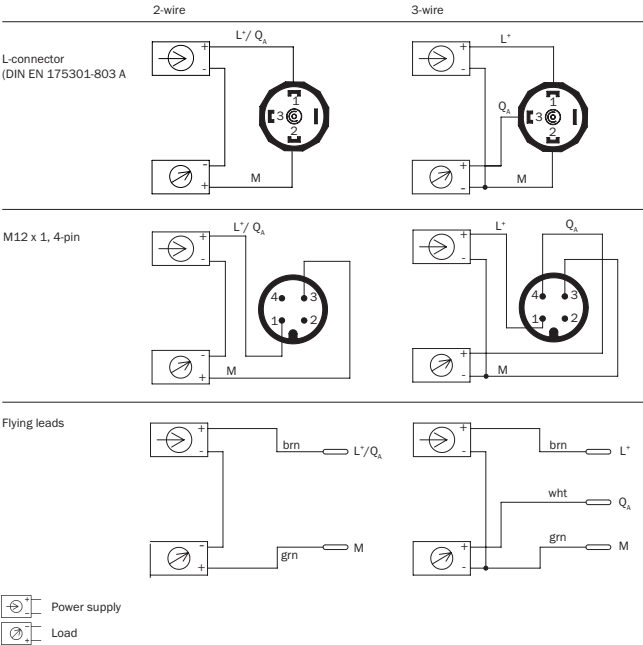 2-wire 3-wire
L-connector
(DIN EN 175301-803 A
+ L⁺/ Q_A
-
1
3
2
-
+ M
+ L⁺
-
1
Q_A 3
2
+
- M
M12 x 1, 4-pin
+ L⁺/ Q_A
-
4 3
1 2
-
+ M
+ L⁺ Q_A
-
4 3
1 2
+
- M
Flying leads
+ brn L⁺/Q_A
-
- M
+ grn
+ brn L⁺
-
wht Q_A
+ grn M
-
+ - Power supply
- + Load